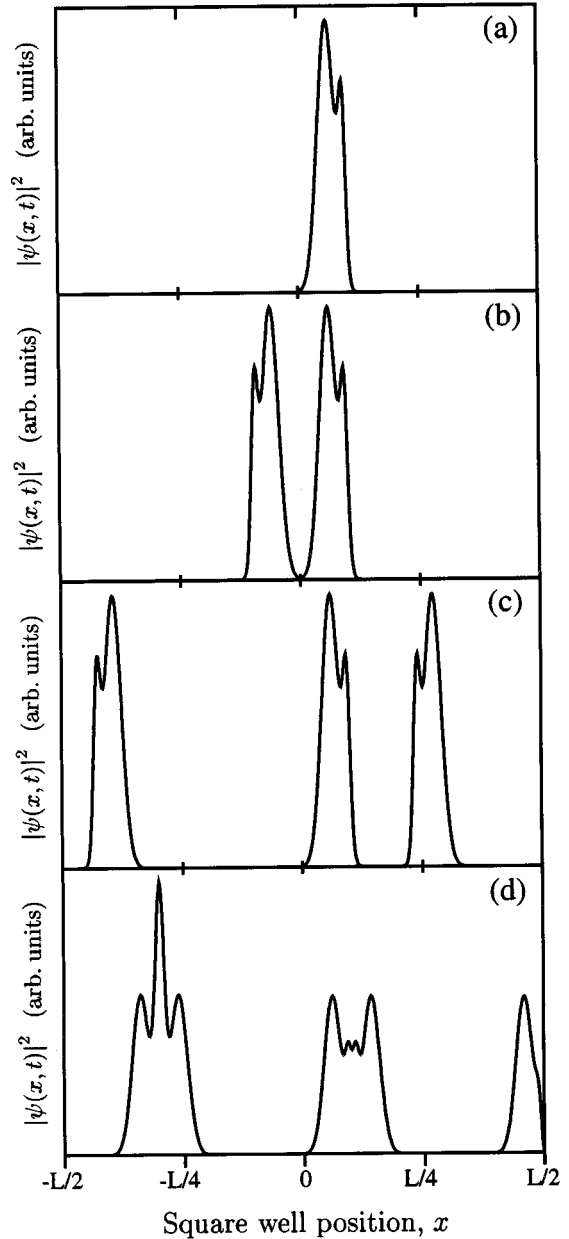 (a)
|ψ(x,t)|² (arb. units)
(b)
|ψ(x,t)|² (arb. units)
(c)
|ψ(x,t)|² (arb. units)
(d)
|ψ(x,t)|² (arb. units)
-L/2 -L/4 0 L/4 L/2
Square well position, x